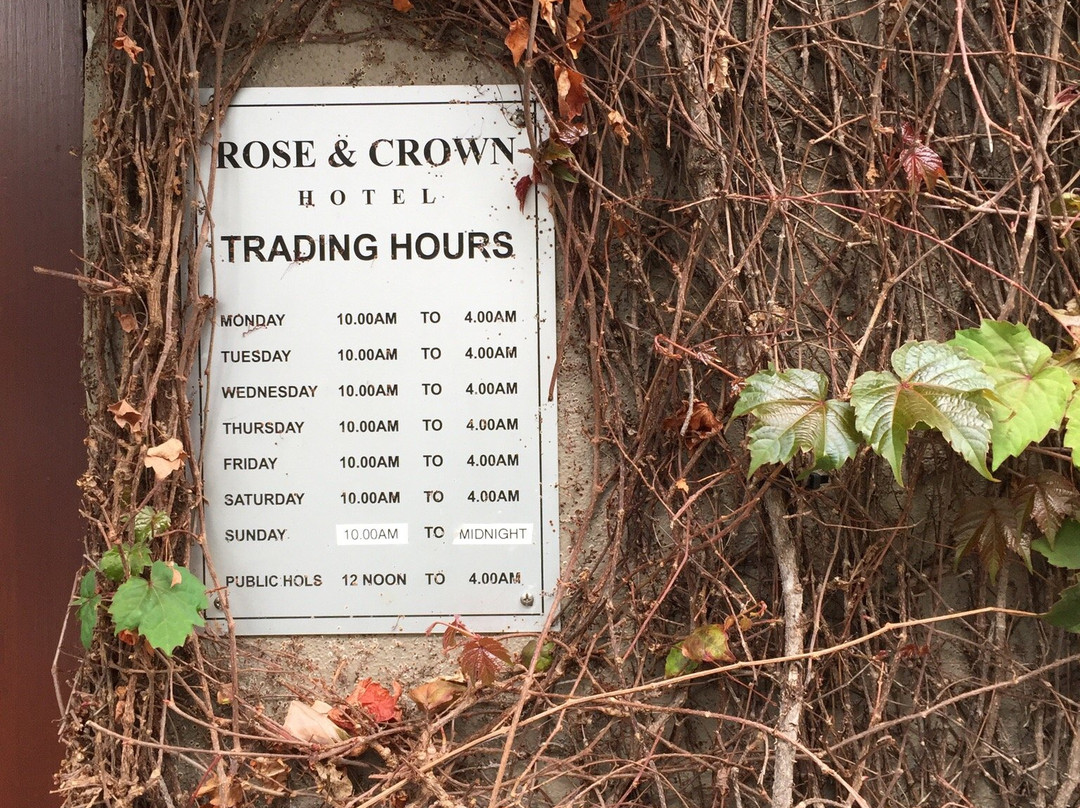 ROSE & CROWN
HOTEL
TRADING HOURS
MONDAY 10.00AM TO 4.00AM
TUESDAY 10.00AM TO 4.00AM
WEDNESDAY 10.00AM TO 4.00AM
THURSDAY 10.00AM TO 4.00AM
FRIDAY 10.00AM TO 4.00AM
SATURDAY 10.00AM TO 4.00AM
SUNDAY 10.00AM TO MIDNIGHT
PUBLIC HOLS 12 NOON TO 4.00AM